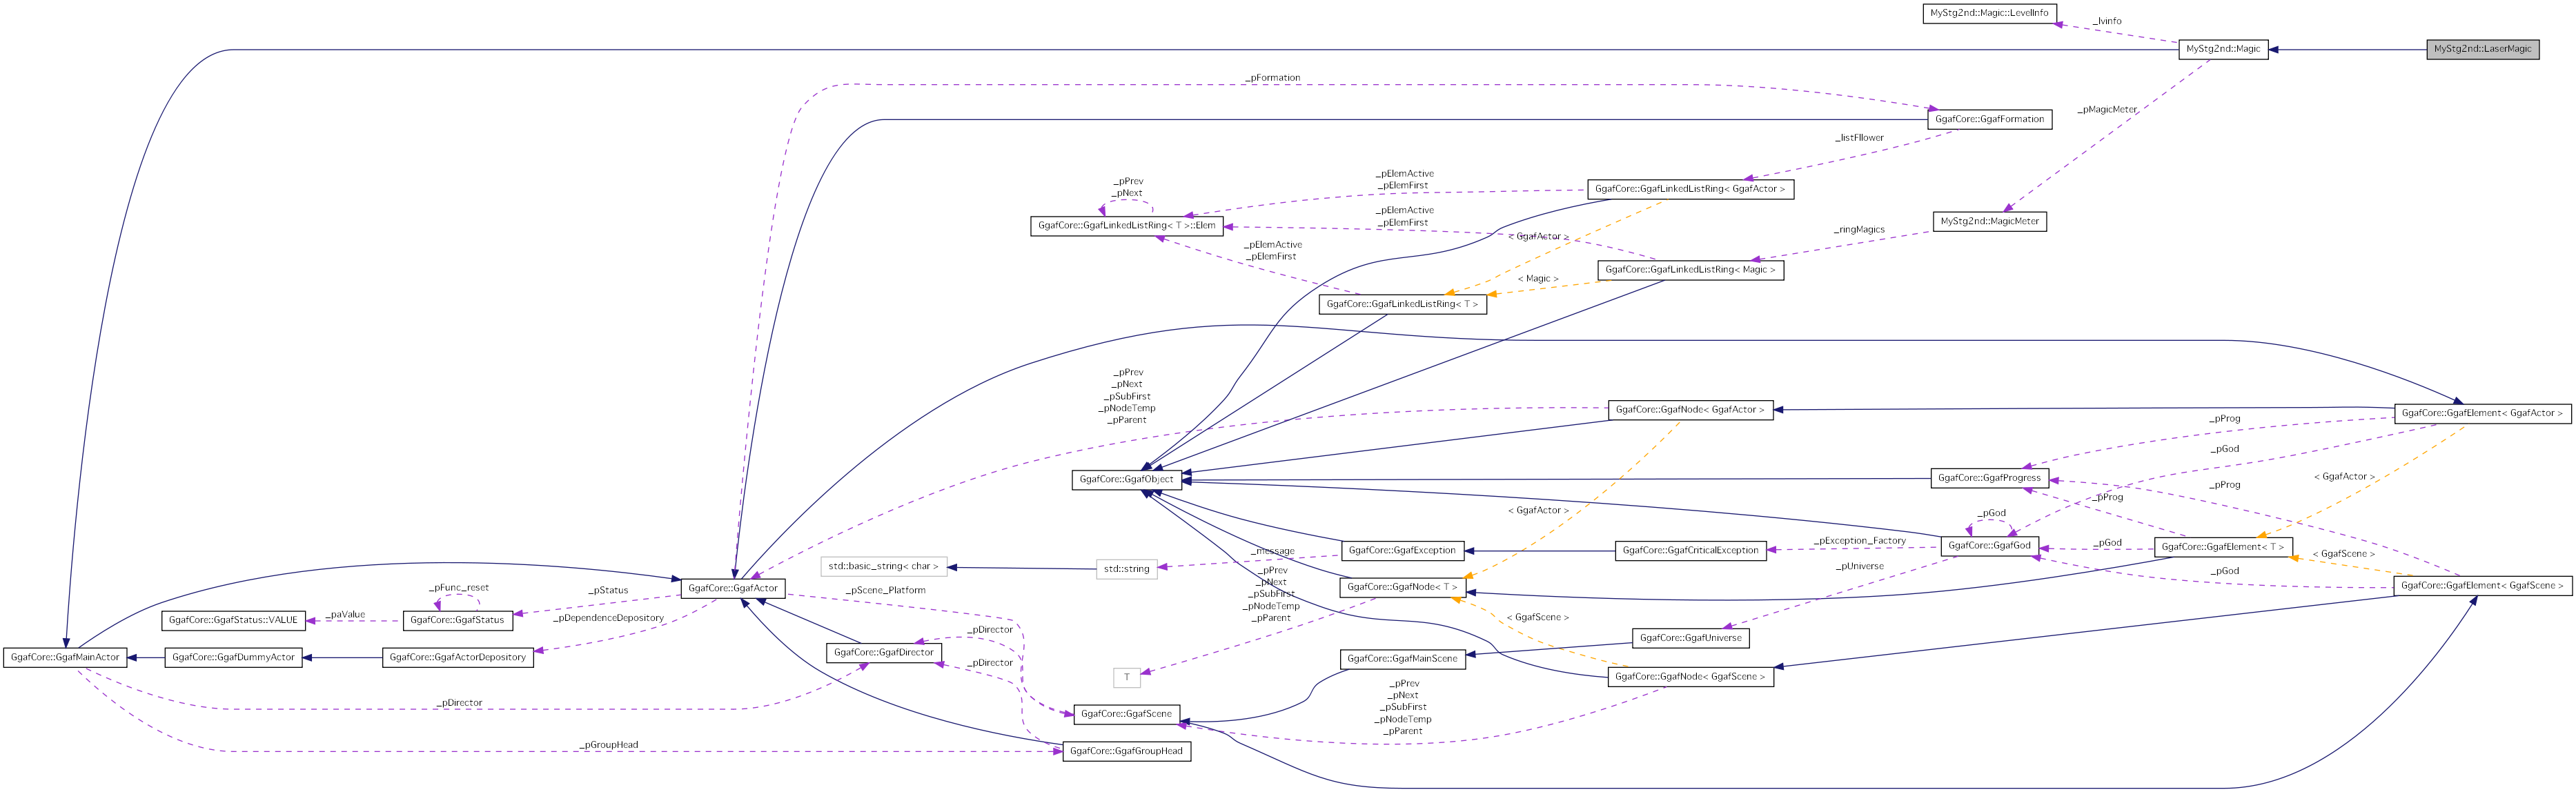 MyStg2nd::Magic::LevelInfo
_lvinfo
MyStg2nd::Magic
MyStg2nd::LaserMagic
_pFormation
_pMagicMeter
GgafCore::GgafFormation
_listFllower
_pElemActive
_pElemFirst
_pPrev
_pNext
GgafCore::GgafLinkedListRing< GgafActor >
_pElemActive
_pElemFirst
GgafCore::GgafLinkedListRing< T >::Elem
MyStg2nd::MagicMeter
_ringMagics
< GgafActor >
_pElemActive
_pElemFirst
GgafCore::GgafLinkedListRing< Magic >
< Magic >
GgafCore::GgafLinkedListRing< T >
_pPrev
_pNext
_pSubFirst
_pNodeTemp
_pParent
GgafCore::GgafNode< GgafActor >
GgafCore::GgafElement< GgafActor >
_pProg
_pGod
GgafCore::GgafObject
GgafCore::GgafProgress
< GgafActor >
_pProg
_pProg
< GgafActor >
_pGod
_message
GgafCore::GgafException
GgafCore::GgafCriticalException
_pException_Factory
GgafCore::GgafGod
_pGod
GgafCore::GgafElement< T >
< GgafScene >
std::basic_string< char >
std::string
_pUniverse
_pGod
_pPrev
_pNext
_pSubFirst
_pNodeTemp
_pParent
GgafCore::GgafNode< T >
GgafCore::GgafElement< GgafScene >
GgafCore::GgafActor
_pFunc_reset
_pStatus
_pScene_Platform
GgafCore::GgafStatus::VALUE
_paValue
GgafCore::GgafStatus
_pDependenceDepository
< GgafScene >
_pDirector
GgafCore::GgafUniverse
GgafCore::GgafMainActor
GgafCore::GgafDummyActor
GgafCore::GgafActorDepository
GgafCore::GgafDirector
_pDirector
GgafCore::GgafMainScene
T
GgafCore::GgafNode< GgafScene >
_pPrev
_pNext
_pSubFirst
_pNodeTemp
_pParent
_pDirector
GgafCore::GgafScene
_pGroupHead
GgafCore::GgafGroupHead